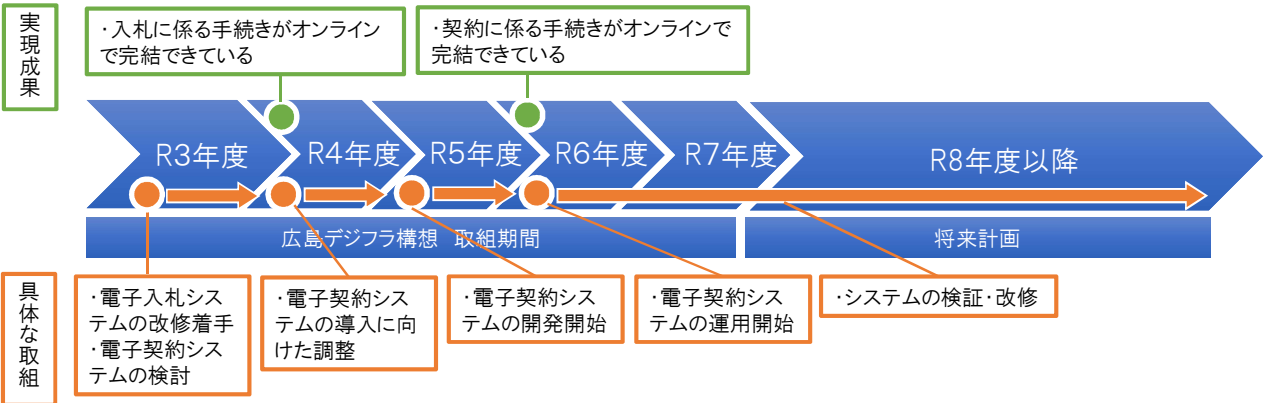 実現成果
・入札に係る手続きがオンライン
で完結できている
・契約に係る手続きがオンラインで
完結できている
R3年度
R4年度
R5年度
R6年度
R7年度
R8年度以降
広島デジフラ構想 取組期間
将来計画
具体な取組
・電子入札シス
テムの改修着手
・電子契約シス
テムの検討
・電子契約シス
テムの導入に向
けた調整
・電子契約シス
テムの開発開始
・電子契約シス
テムの運用開始
・システムの検証・改修